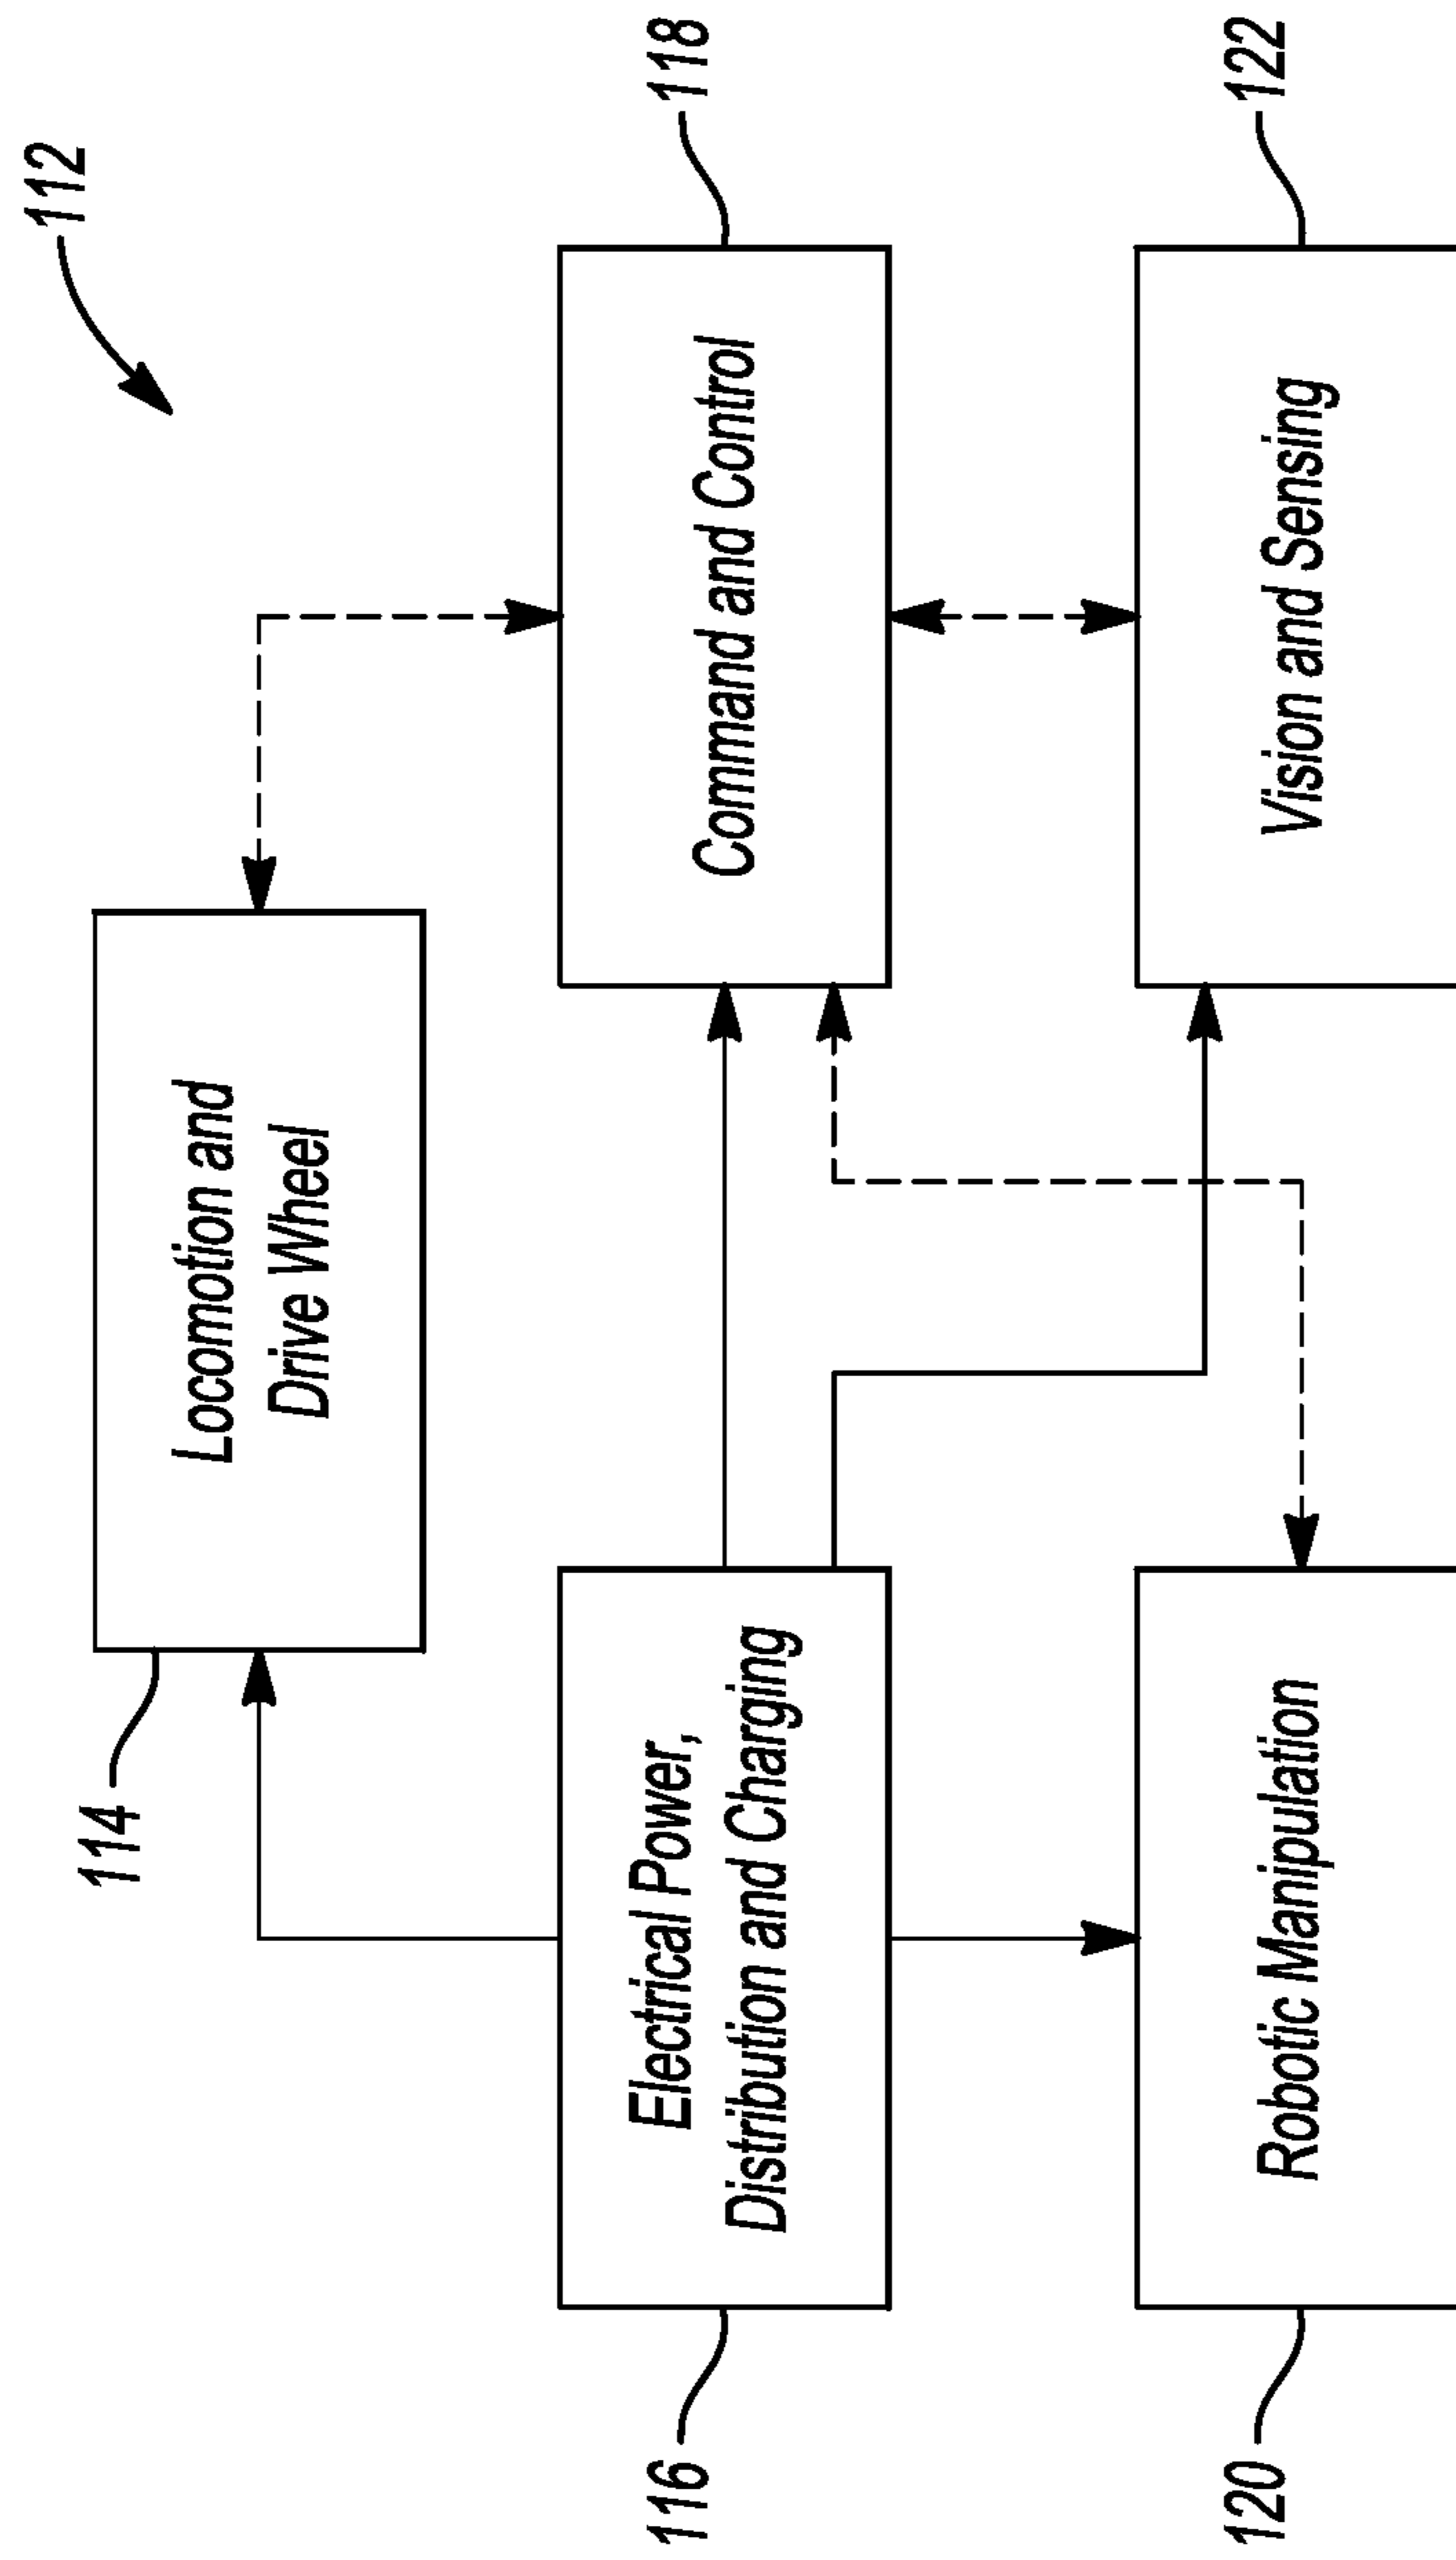 112
114
Locomotion and
Drive Wheel
116
Electrical Power,
Distribution and Charging
Command and Control
118
120
Robotic Manipulation
Vision and Sensing
122